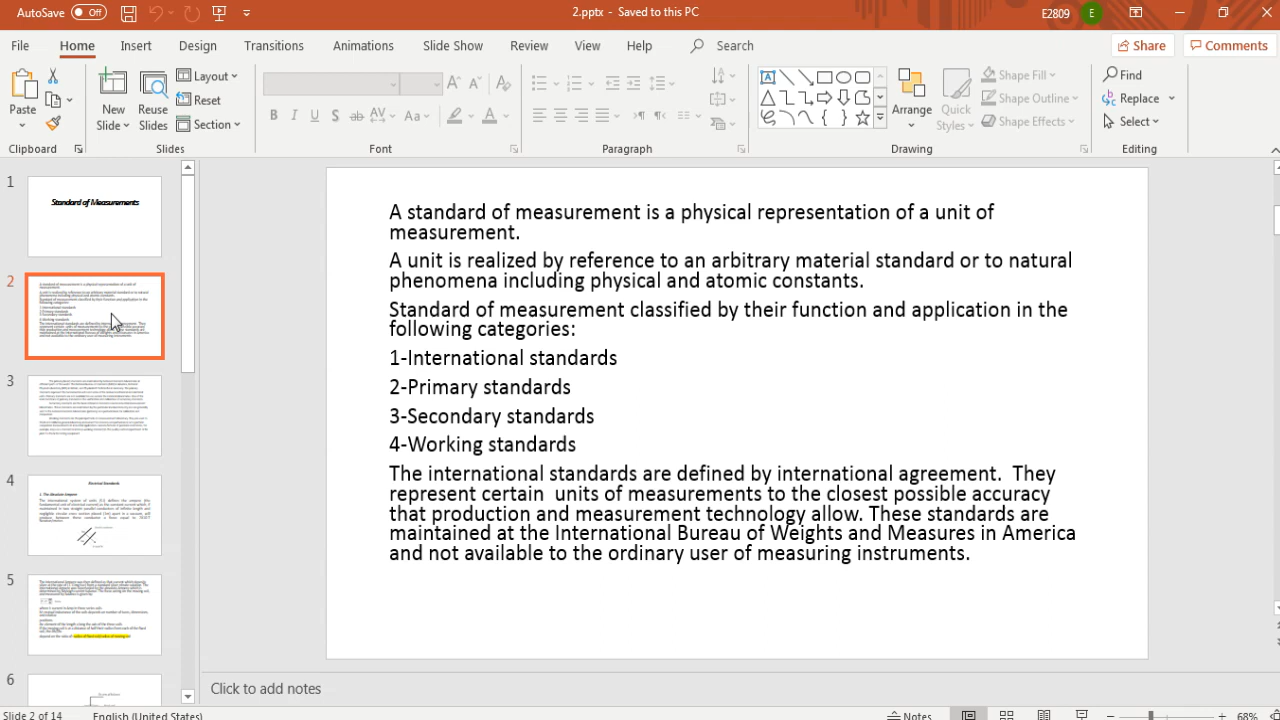 AutoSave Off 2.pptx - Saved to this PC E2809 E
File Home Insert Design Transitions Animations Slide Show Review View Help Search Share Comments
Paste New Slide Reuse Slides Layout Reset Section
Shape Fill Shape Outline Shape Effects Arrange Quick Styles Find Replace Select
Clipboard Slides Font Paragraph Drawing Editing
1
Standard of Measurements
2
3
4
5
6
A standard of measurement is a physical representation of a unit of
measurement.
A unit is realized by reference to an arbitrary material standard or to natural
phenomena including physical and atomic constants.
Standard of measurement classified by their function and application in the
following categories:
1-International standards
2-Primary standards
3-Secondary standards
4-Working standards
The international standards are defined by international agreement. They
represent certain units of measurement to the closest possible accuracy
that production and measurement technology allow. These standards are
maintained at the International Bureau of Weights and Measures in America
and not available to the ordinary user of measuring instruments.
Click to add notes
Slide 2 of 14 English (United States) Notes 68%